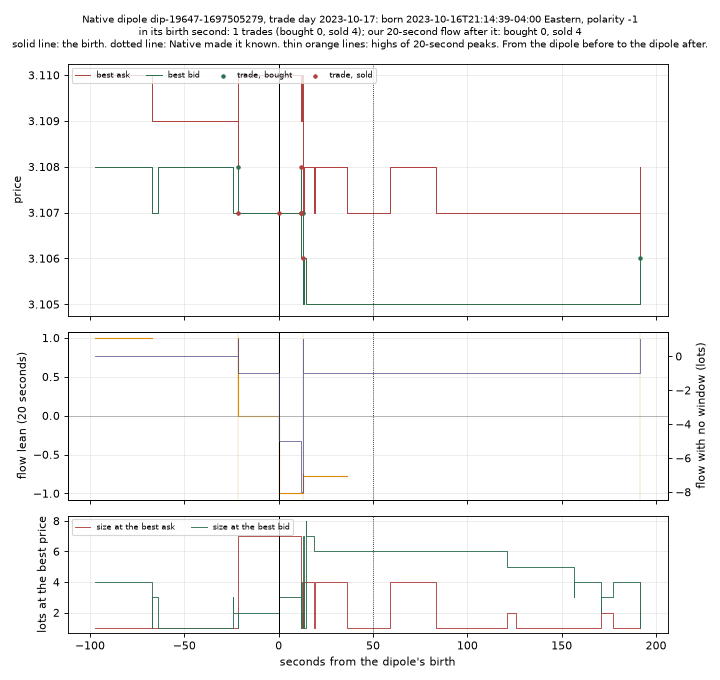 Native dipole dip-19647-1697505279, trade day 2023-10-17: born 2023-10-16T21:14:39-04:00 Eastern, polarity -1
in its birth second: 1 trades (bought 0, sold 4); our 20-second flow after it: bought 0, sold 4
solid line: the birth. dotted line: Native made it known. thin orange lines: highs of 20-second peaks. From the dipole before to the dipole after.
best ask
best bid
trade, bought
trade, sold
3.110
3.109
3.108
3.107
3.106
3.105
price
1.0
0.5
0.0
−0.5
−1.0
flow lean (20 seconds)
0
−2
−4
−6
−8
flow with no window (lots)
size at the best ask
size at the best bid
8
6
4
2
lots at the best price
−100
−50
0
50
100
150
200
seconds from the dipole's birth